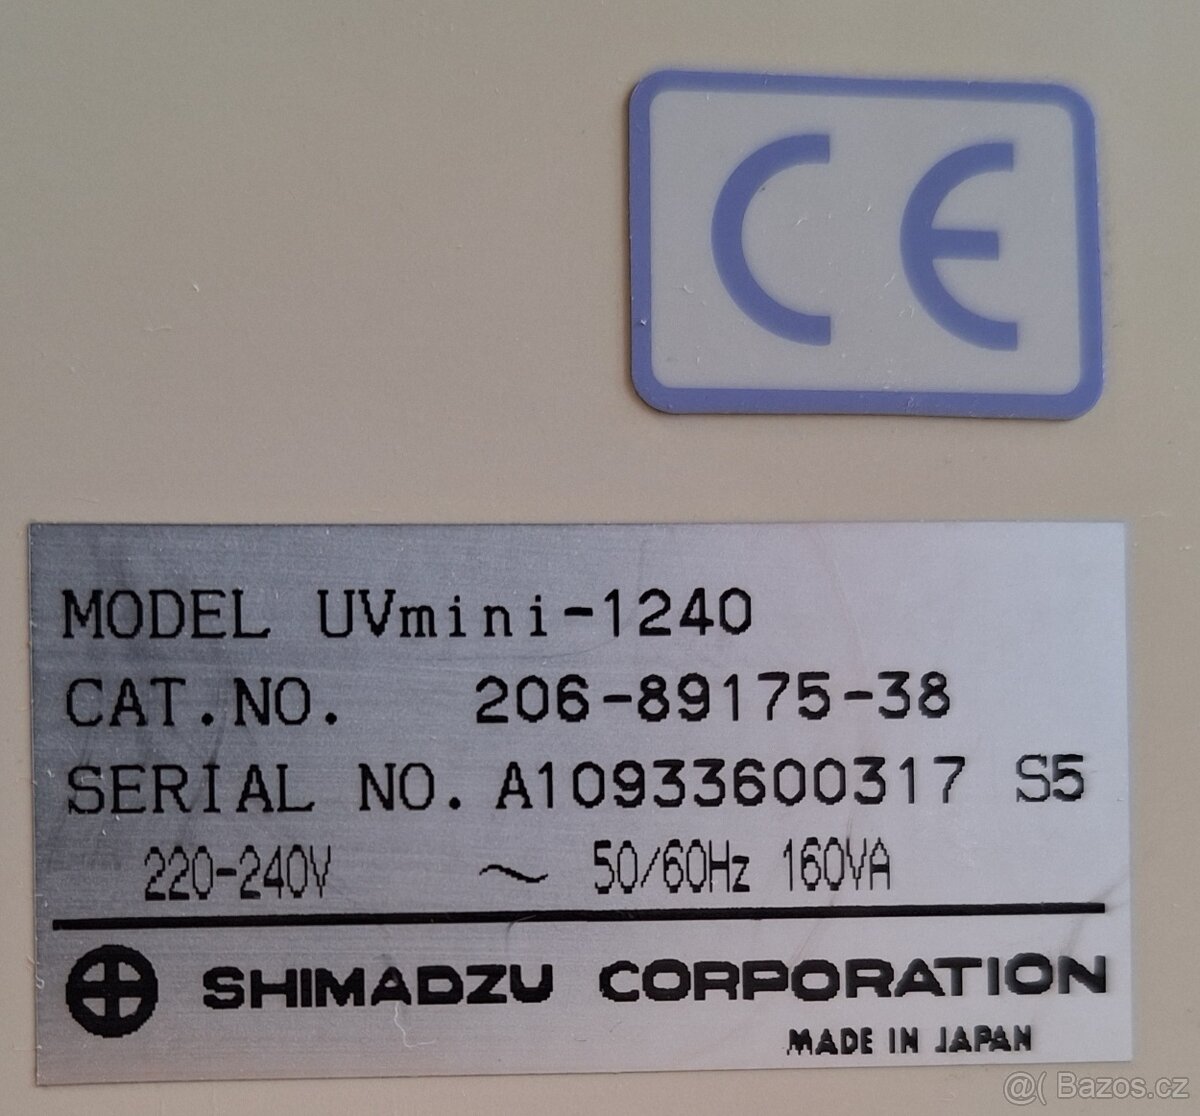 CE
MODEL UVmini-1240
CAT.NO. 206-89175-38
SERIAL NO. A10933600317 S5
220-240V ~ 50/60Hz 160VA
SHIMADZU CORPORATION
MADE IN JAPAN
@( Bazos.cz